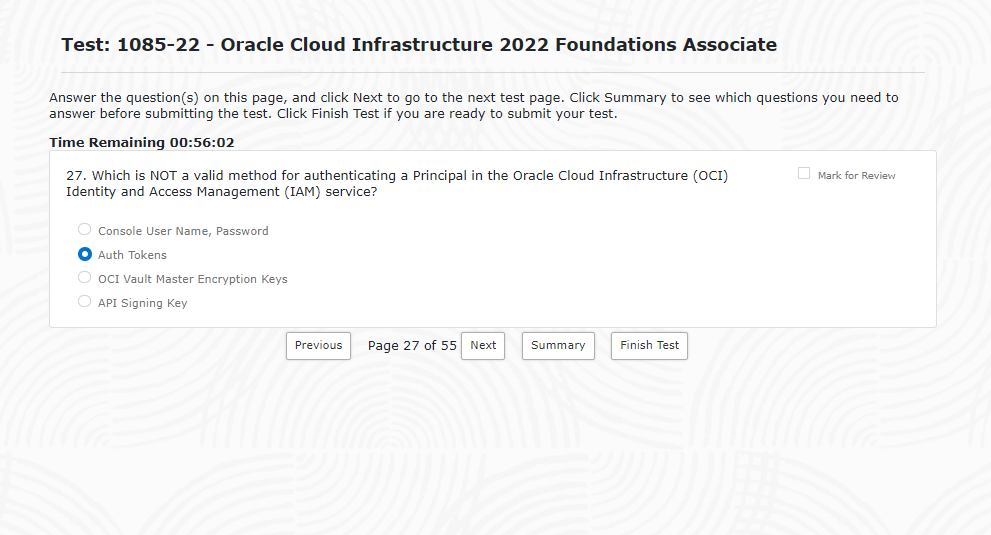 Test: 1085-22 - Oracle Cloud Infrastructure 2022 Foundations Associate
Answer the question(s) on this page, and click Next to go to the next test page. Click Summary to see which questions you need to
answer before submitting the test. Click Finish Test if you are ready to submit your test.
Time Remaining 00:56:02
27. Which is NOT a valid method for authenticating a Principal in the Oracle Cloud Infrastructure (OCI)
Identity and Access Management (IAM) service?
Mark for Review
Console User Name, Password
Auth Tokens
OCI Vault Master Encryption Keys
API Signing Key
Previous Page 27 of 55 Next Summary Finish Test